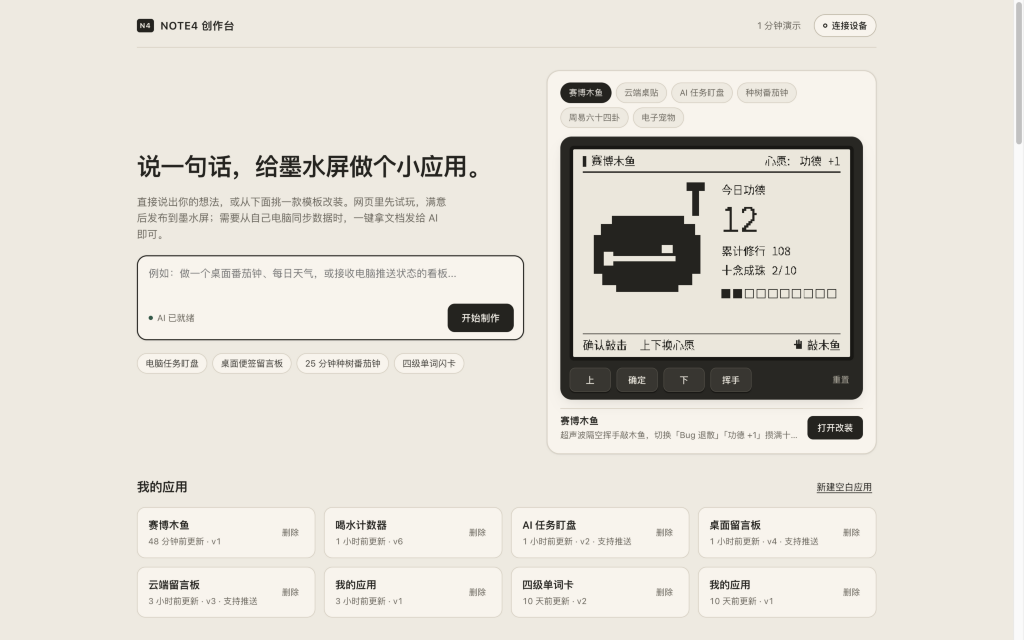 N4 NOTE4 创作台
1 分钟演示
连接设备
说一句话，给墨水屏做个小应用。
直接说出你的想法，或从下面挑一款模板改装。网页里先试玩，满意
后发布到墨水屏；需要从自己电脑同步数据时，一键拿文档发给 AI
即可。
例如：做一个桌面番茄钟、每日天气，或接收电脑推送状态的看板...
AI 已就绪
开始制作
电脑任务盯盘
桌面便签留言板
25 分钟种树番茄钟
四级单词闪卡
赛博木鱼
云端桌贴
AI 任务盯盘
种树番茄钟
周易六十四卦
电子宠物
赛博木鱼
心愿： 功德 +1
今日功德
12
累计修行 108
十念成珠 2/10
确认敲击 上下换心愿
敲木鱼
上
确定
下
挥手
重置
赛博木鱼
超声波隔空挥手敲木鱼，切换「Bug 退散」「功德 +1」攒满十...
打开改装
我的应用
新建空白应用
赛博木鱼
48 分钟前更新 · v1
删除
喝水计数器
1 小时前更新 · v6
删除
AI 任务盯盘
1 小时前更新 · v2 · 支持推送
删除
桌面留言板
1 小时前更新 · v4 · 支持推送
删除
云端留言板
3 小时前更新 · v3 · 支持推送
删除
我的应用
3 小时前更新 · v1
删除
四级单词卡
10 天前更新 · v2
删除
我的应用
10 天前更新 · v1
删除